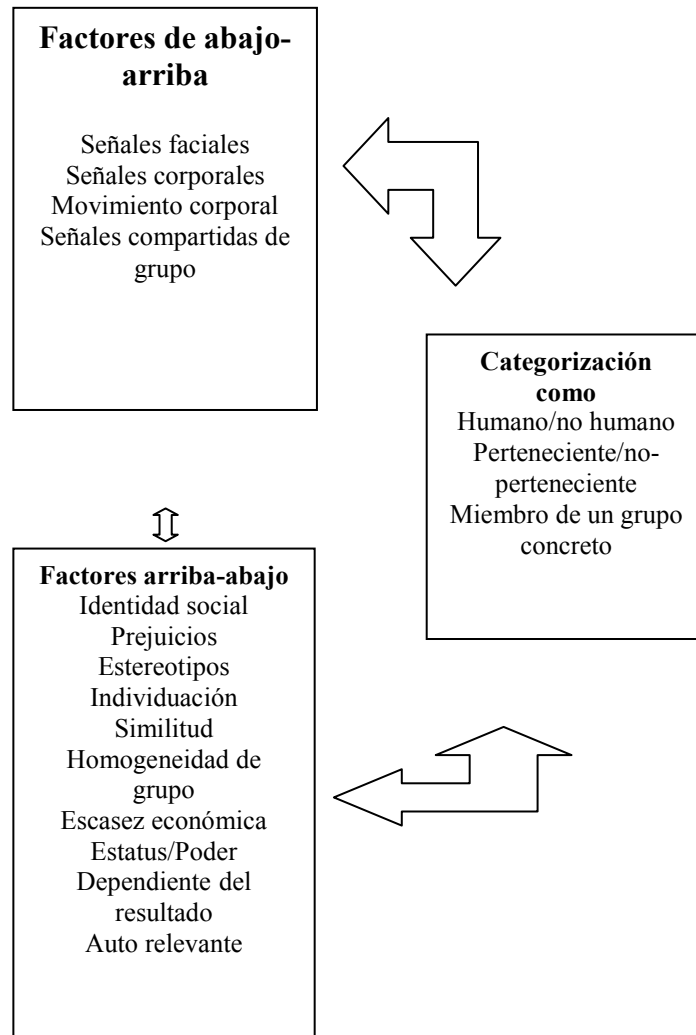 Factores de abajo-
arriba
Señales faciales
Señales corporales
Movimiento corporal
Señales compartidas de
grupo
Categorización
como
Humano/no humano
Perteneciente/no-
perteneciente
Miembro de un grupo
concreto
Factores arriba-abajo
Identidad social
Prejuicios
Estereotipos
Individuación
Similitud
Homogeneidad de
grupo
Escasez económica
Estatus/Poder
Dependiente del
resultado
Auto relevante